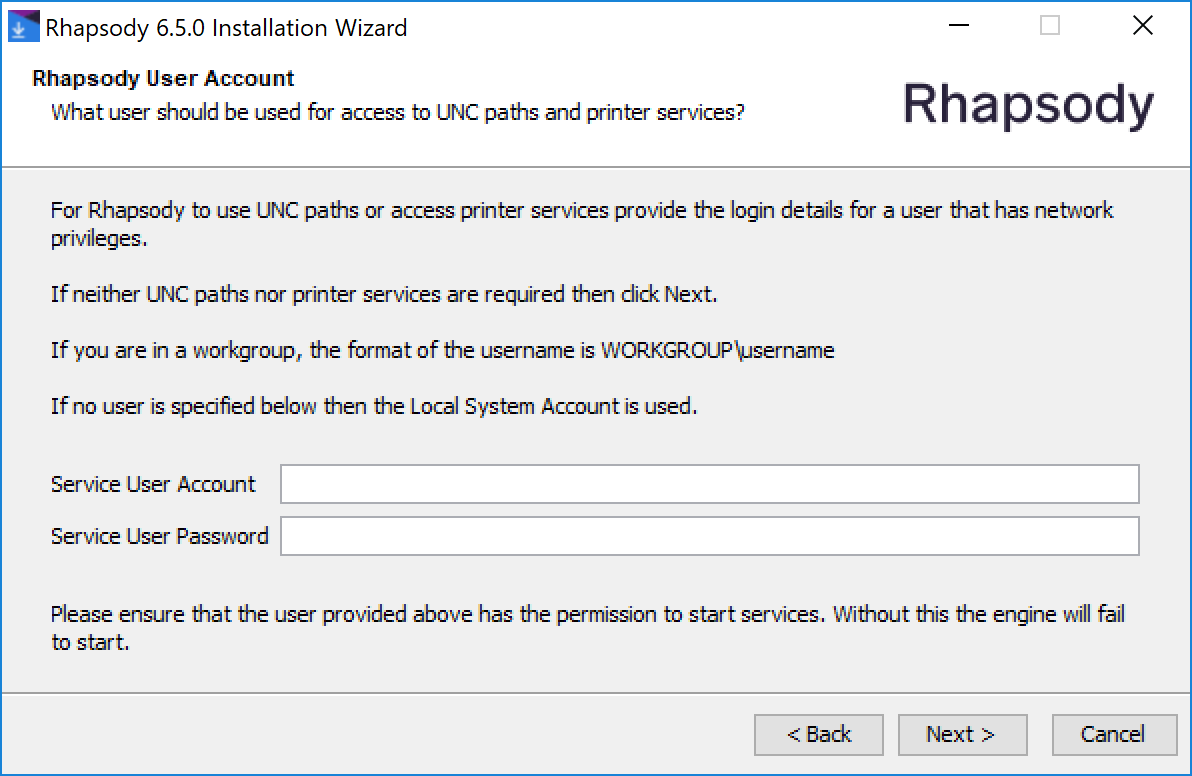 Rhapsody 6.5.0 Installation Wizard
Rhapsody User Account
What user should be used for access to UNC paths and printer services?
Rhapsody
For Rhapsody to use UNC paths or access printer services provide the login details for a user that has network
privileges.
If neither UNC paths nor printer services are required then click Next.
If you are in a workgroup, the format of the username is WORKGROUP\username
If no user is specified below then the Local System Account is used.
Service User Account
Service User Password
Please ensure that the user provided above has the permission to start services. Without this the engine will fail
to start.
< Back
Next >
Cancel